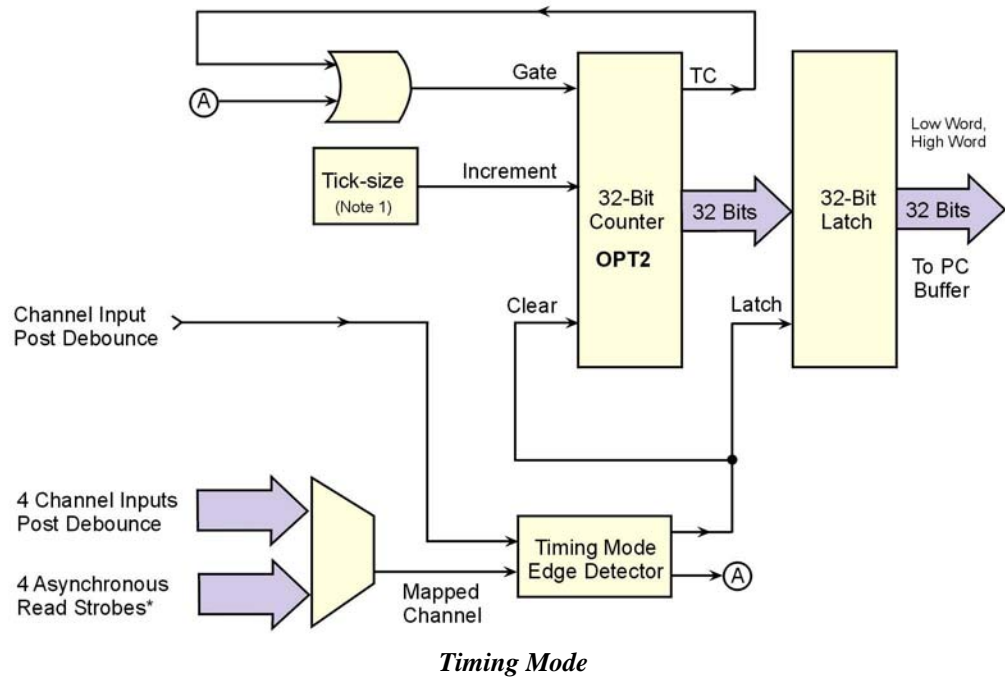 Gate
TC
A
Low Word,
High Word
Tick-size
(Note 1)
Increment
32-Bit
Counter
OPT2
32 Bits
32-Bit
Latch
32 Bits
To PC
Buffer
Channel Input
Post Debounce
Clear
Latch
4 Channel Inputs
Post Debounce
4 Asynchronous
Read Strobes*
Mapped
Channel
Timing Mode
Edge Detector
A
Timing Mode